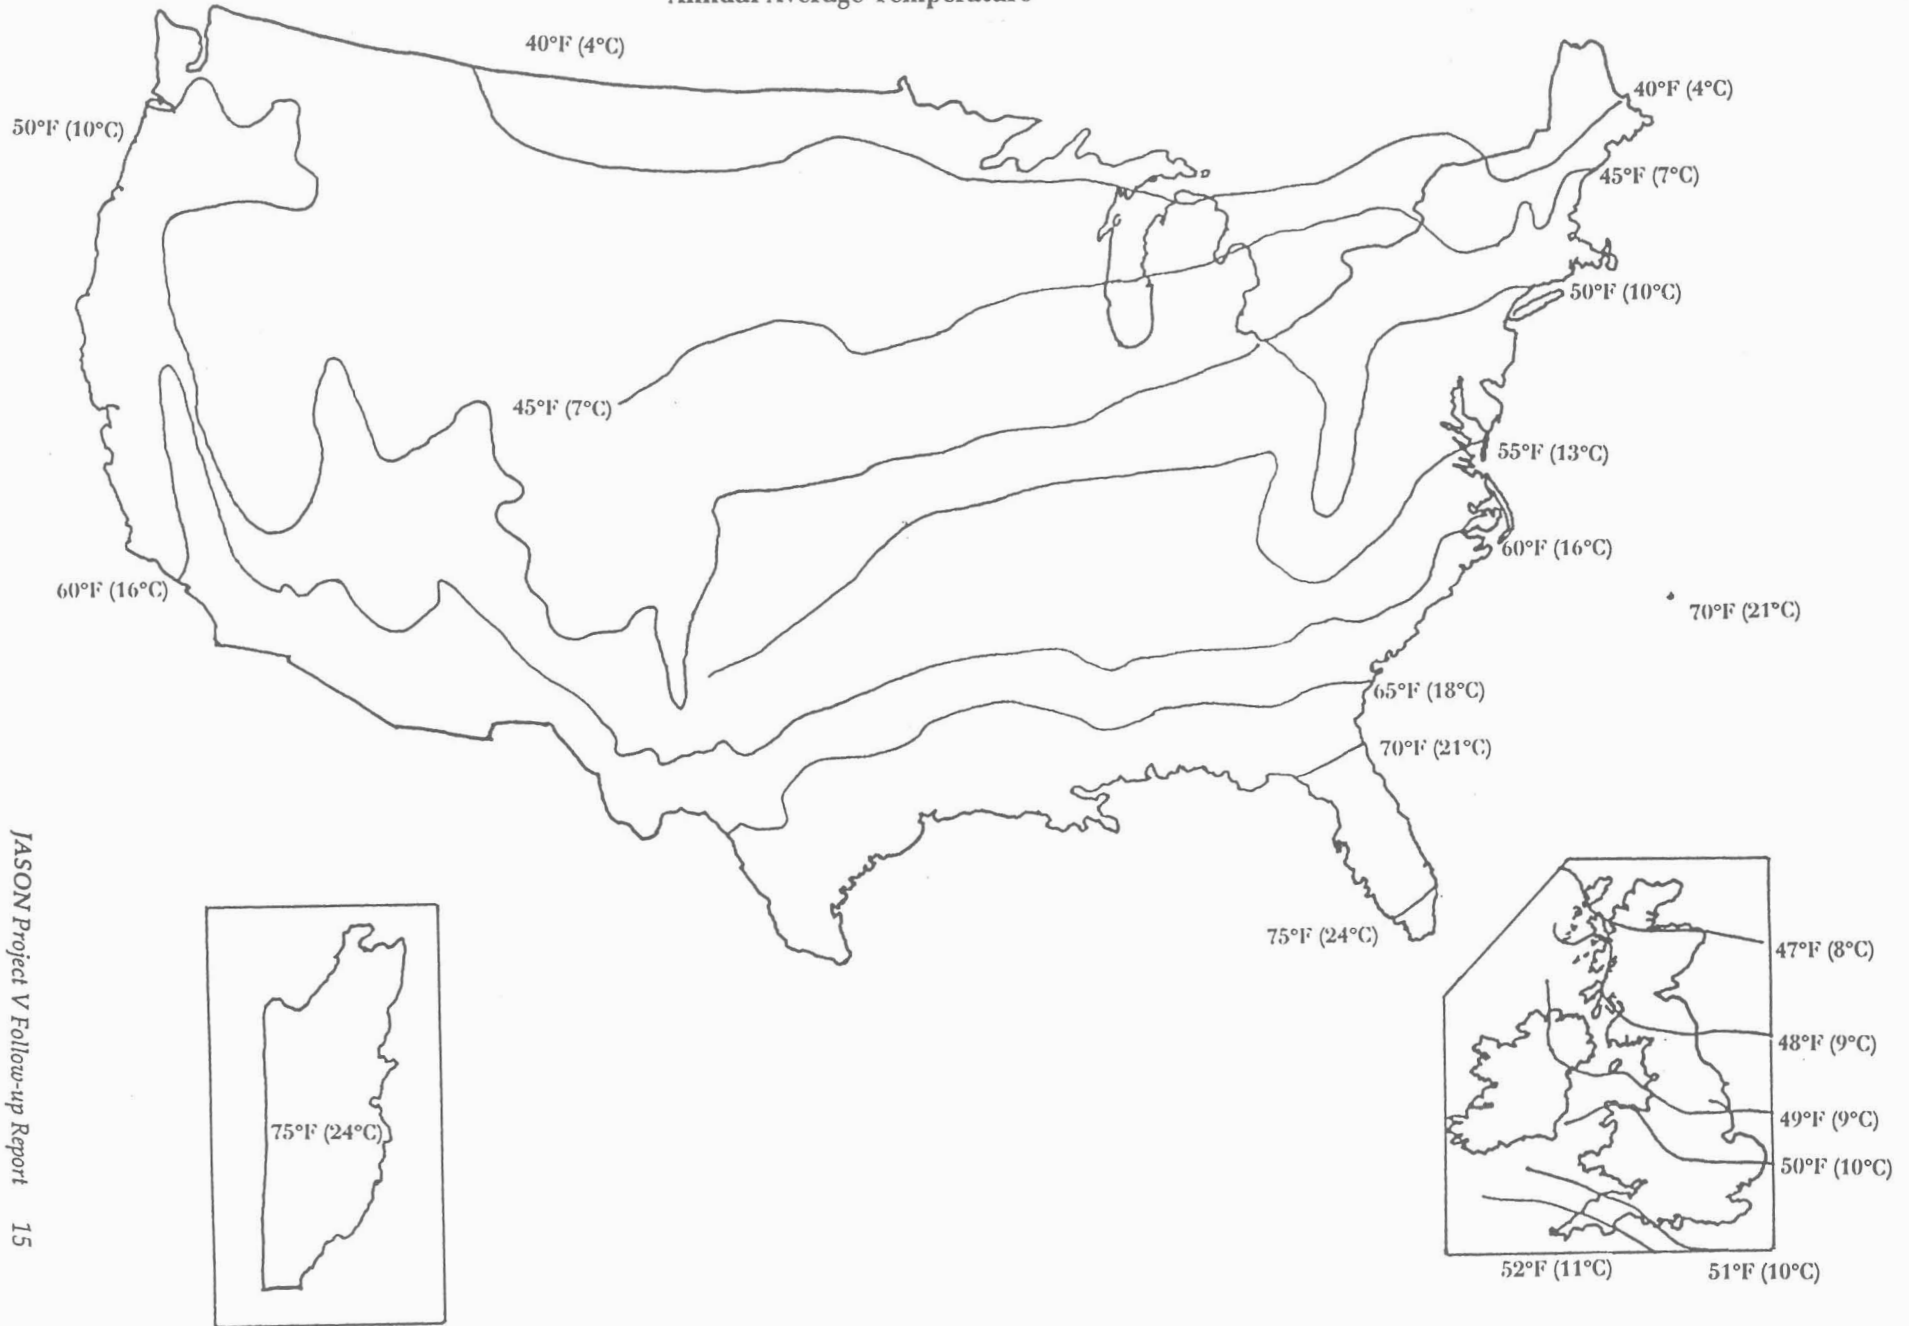 Annual Average Temperature
40°F (4°C)
40°F (4°C)
50°F (10°C)
45°F (7°C)
50°F (10°C)
45°F (7°C)
55°F (13°C)
60°F (16°C)
60°F (16°C)
70°F (21°C)
65°F (18°C)
70°F (21°C)
75°F (24°C)
47°F (8°C)
48°F (9°C)
49°F (9°C)
50°F (10°C)
52°F (11°C)
51°F (10°C)
75°F (24°C)
JASON Project V Follow-up Report 15